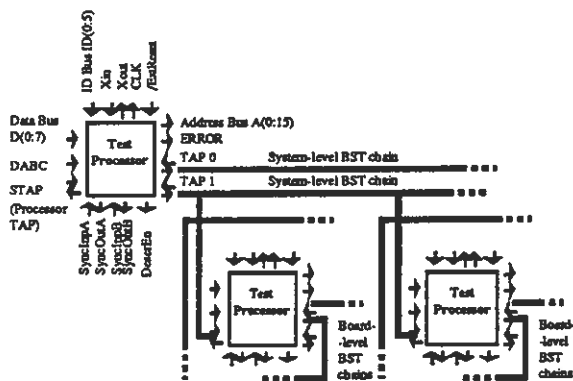 ID Bus ID(0:5)
Xin
Xout
CLK
/ExtReset
Data Bus
D(0:7)
DABC
STAP
(Processor
TAP)
Test
Processor
Address Bus A(0:15)
ERROR
TAP 0
System-level BST chain
TAP 1
System-level BST chain
SyncInpA
SyncOutA
SyncInpB
SyncOutB
DeserEn
Test
Processor
Board-
-level
BST
chains
Test
Processor
Board-
-level
BST
chains